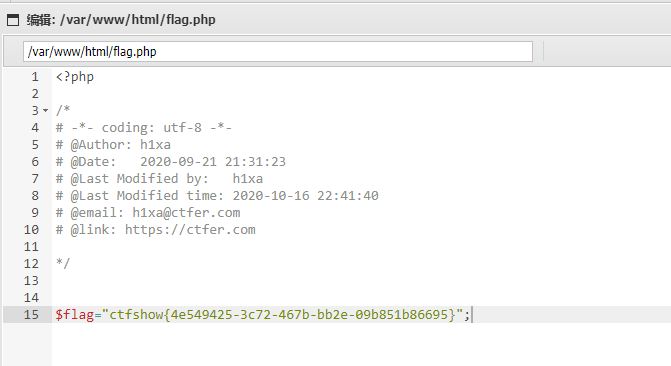 编辑: /var/www/html/flag.php
/var/www/html/flag.php
1 <?php
2
3 /*
4 # -*- coding: utf-8 -*-
5 # @Author: h1xa
6 # @Date:   2020-09-21 21:31:23
7 # @Last Modified by:   h1xa
8 # @Last Modified time: 2020-10-16 22:41:40
9 # @email: h1xa@ctfer.com
10 # @link: https://ctfer.com
11
12 */
13
14
15 $flag="ctfshow{4e549425-3c72-467b-bb2e-09b851b86695}";